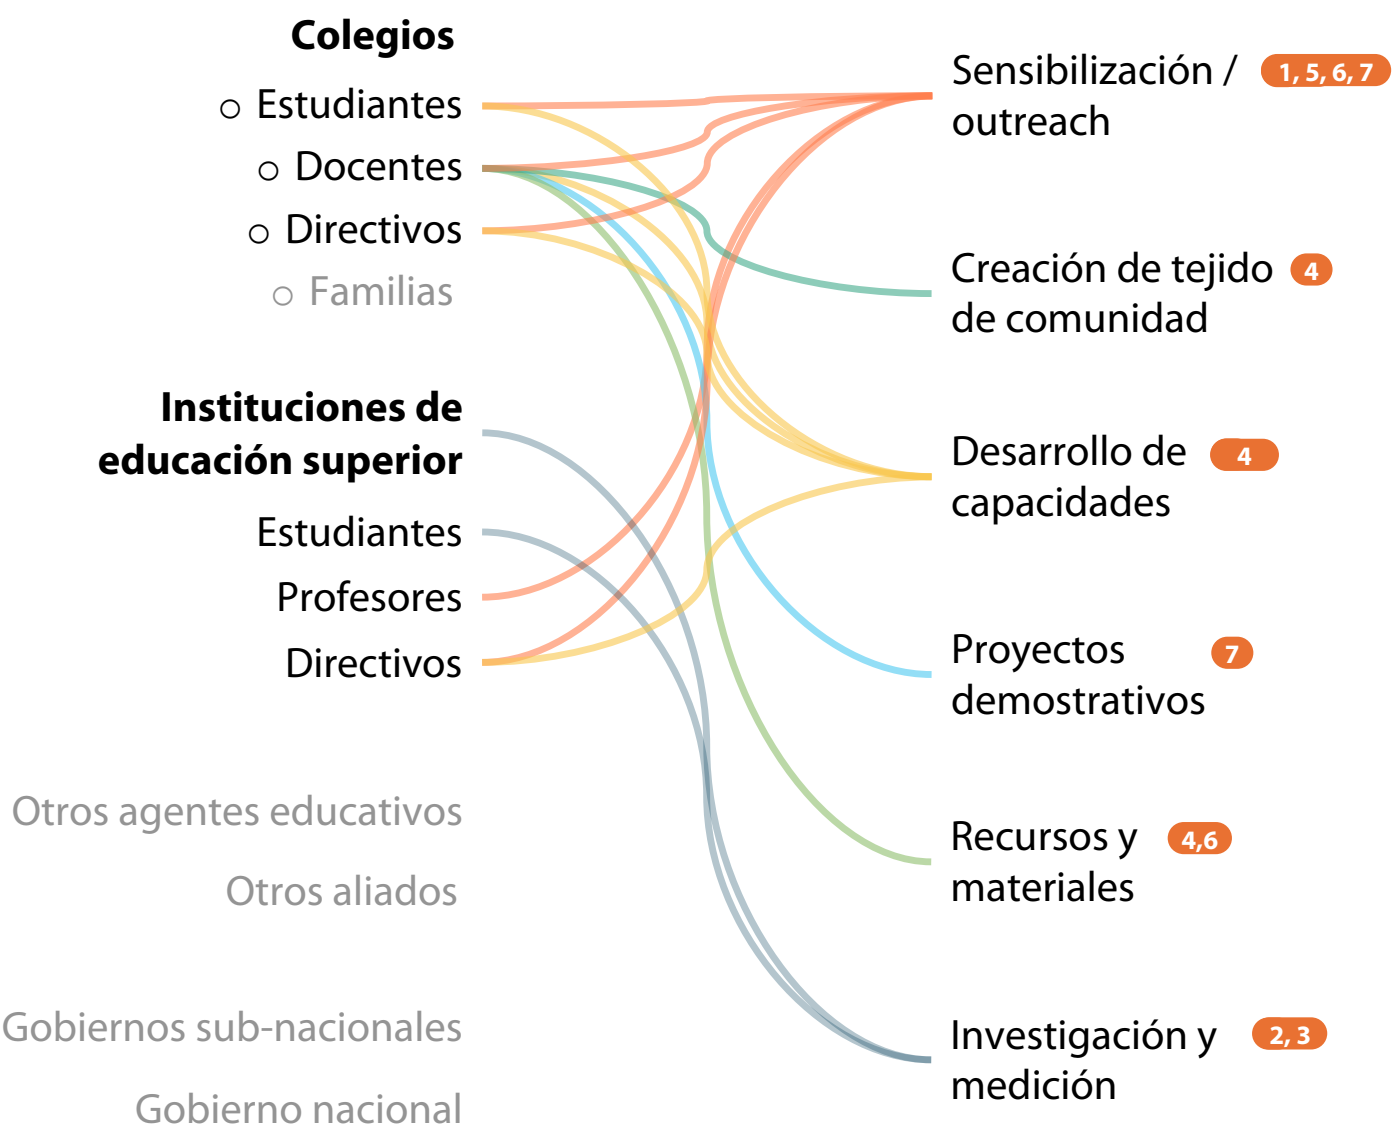 Colegios
Estudiantes
Docentes
Directivos
Familias
Instituciones de
educación superior
Estudiantes
Profesores
Directivos
Otros agentes educativos
Otros aliados
Gobiernos sub-nacionales
Gobierno nacional
Sensibilización / 1, 5, 6, 7
outreach
Creación de tejido 4
de comunidad
Desarrollo de 4
capacidades
Proyectos 7
demostrativos
Recursos y 4,6
materiales
Investigación y 2, 3
medición